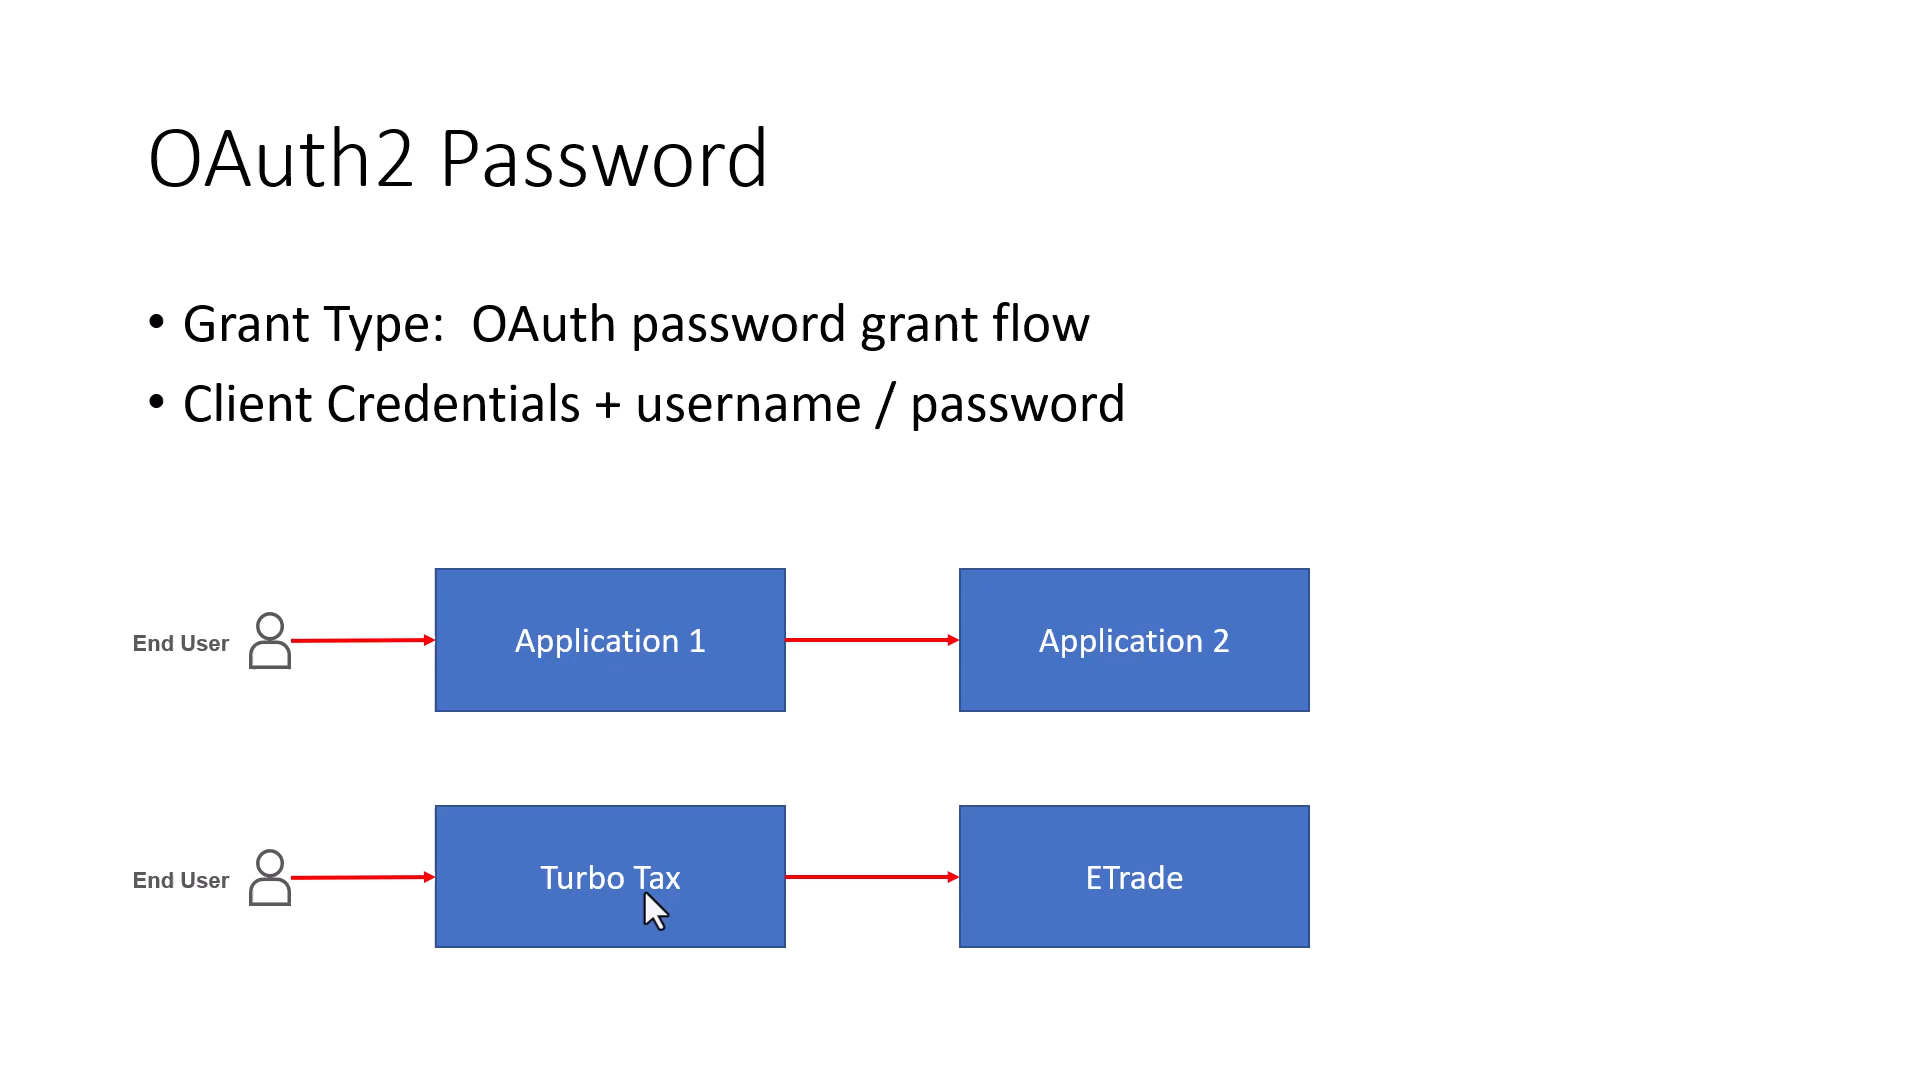 OAuth2 Password
• Grant Type:  OAuth password grant flow
• Client Credentials + username / password
End User
Application 1
Application 2
End User
Turbo Tax
ETrade